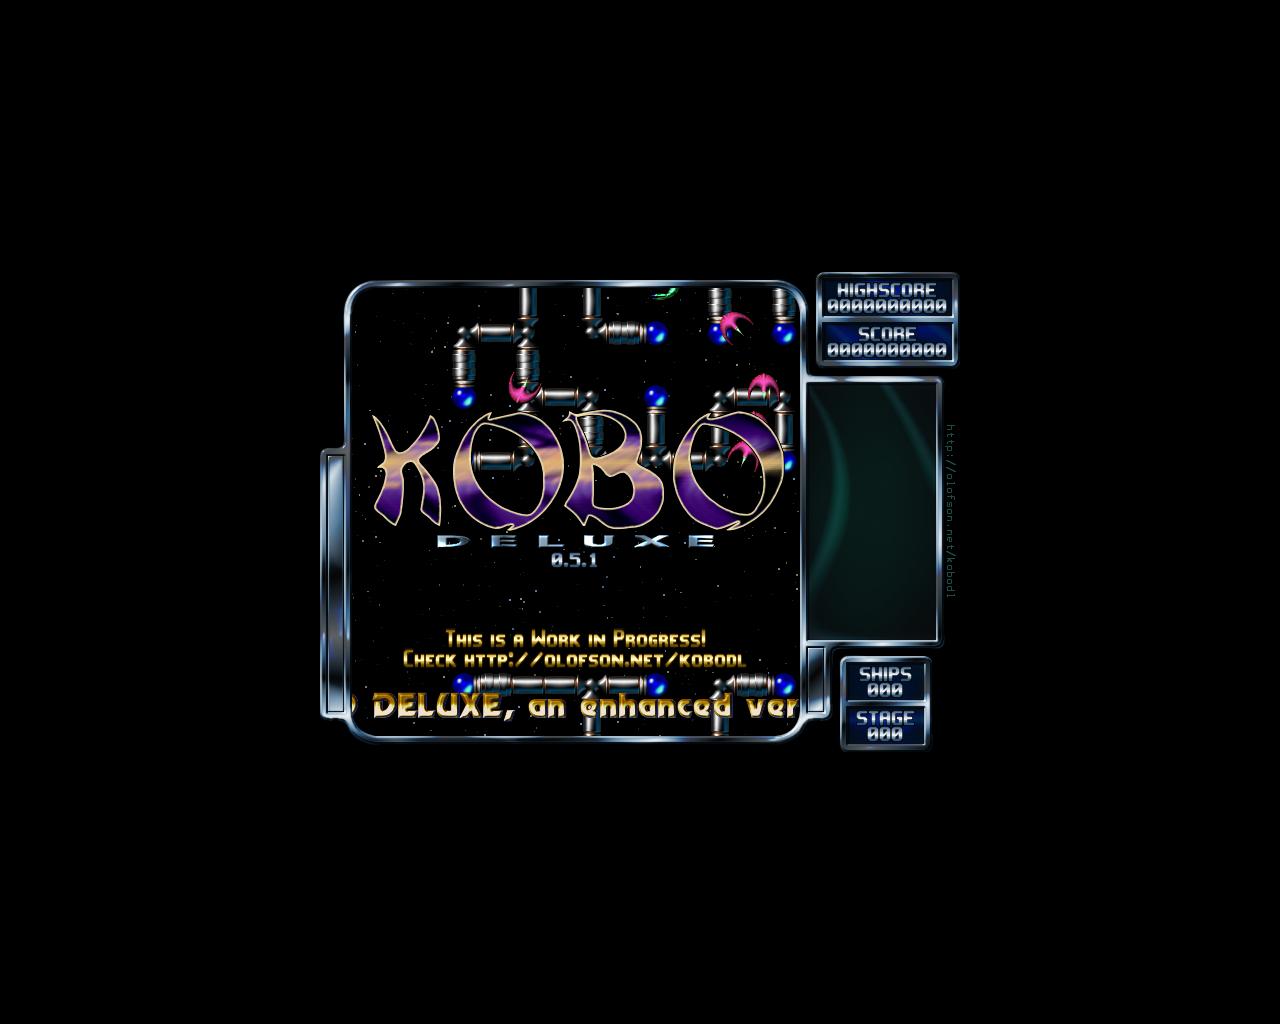 HIGHSCORE
0000000000
SCORE
0000000000
KOBO
DELUXE
0.5.1
This is a Work in Progress!
Check http://olofson.net/kobodl
DELUXE, an enhanced ver
http://olofson.net/kobodl
SHIPS
000
STAGE
000